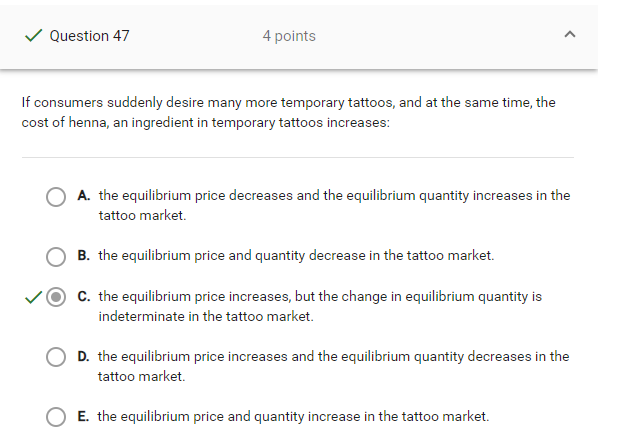 Question 47 4 points
If consumers suddenly desire many more temporary tattoos, and at the same time, the
cost of henna, an ingredient in temporary tattoos increases:
A. the equilibrium price decreases and the equilibrium quantity increases in the
tattoo market.
B. the equilibrium price and quantity decrease in the tattoo market.
C. the equilibrium price increases, but the change in equilibrium quantity is
indeterminate in the tattoo market.
D. the equilibrium price increases and the equilibrium quantity decreases in the
tattoo market.
E. the equilibrium price and quantity increase in the tattoo market.